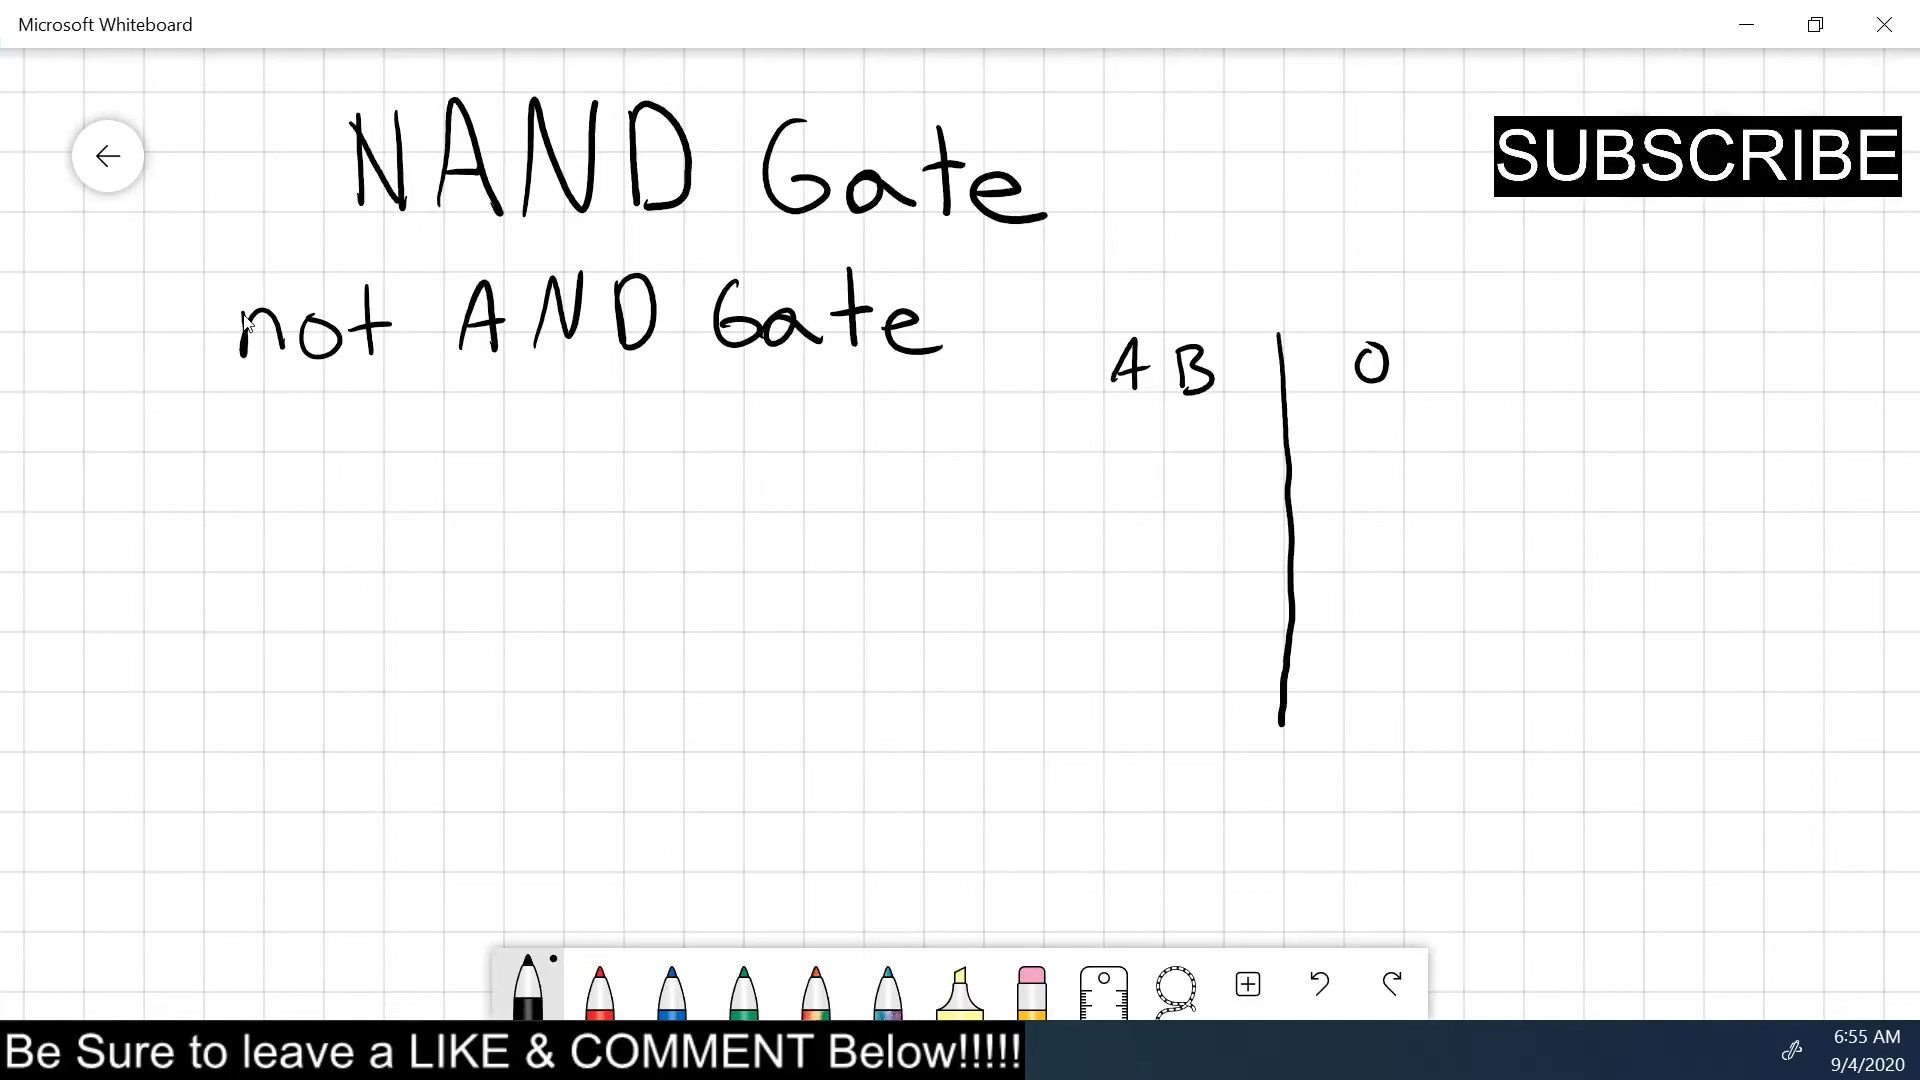 Microsoft Whiteboard
NAND Gate
SUBSCRIBE
not AND Gate
A B O
Be Sure to leave a LIKE & COMMENT Below!!!!!
6:55 AM
9/4/2020